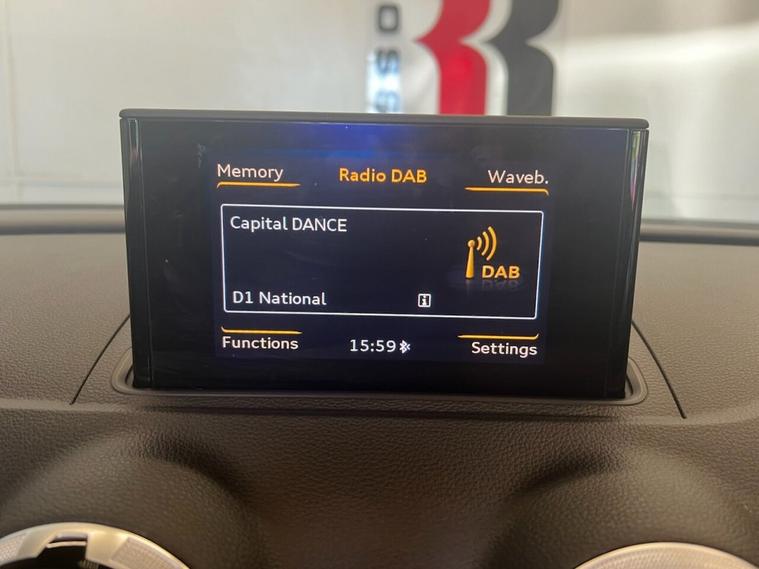 Memory
Radio DAB
Waveb.
Capital DANCE
DAB
D1 National
i
Functions
15:59
Settings